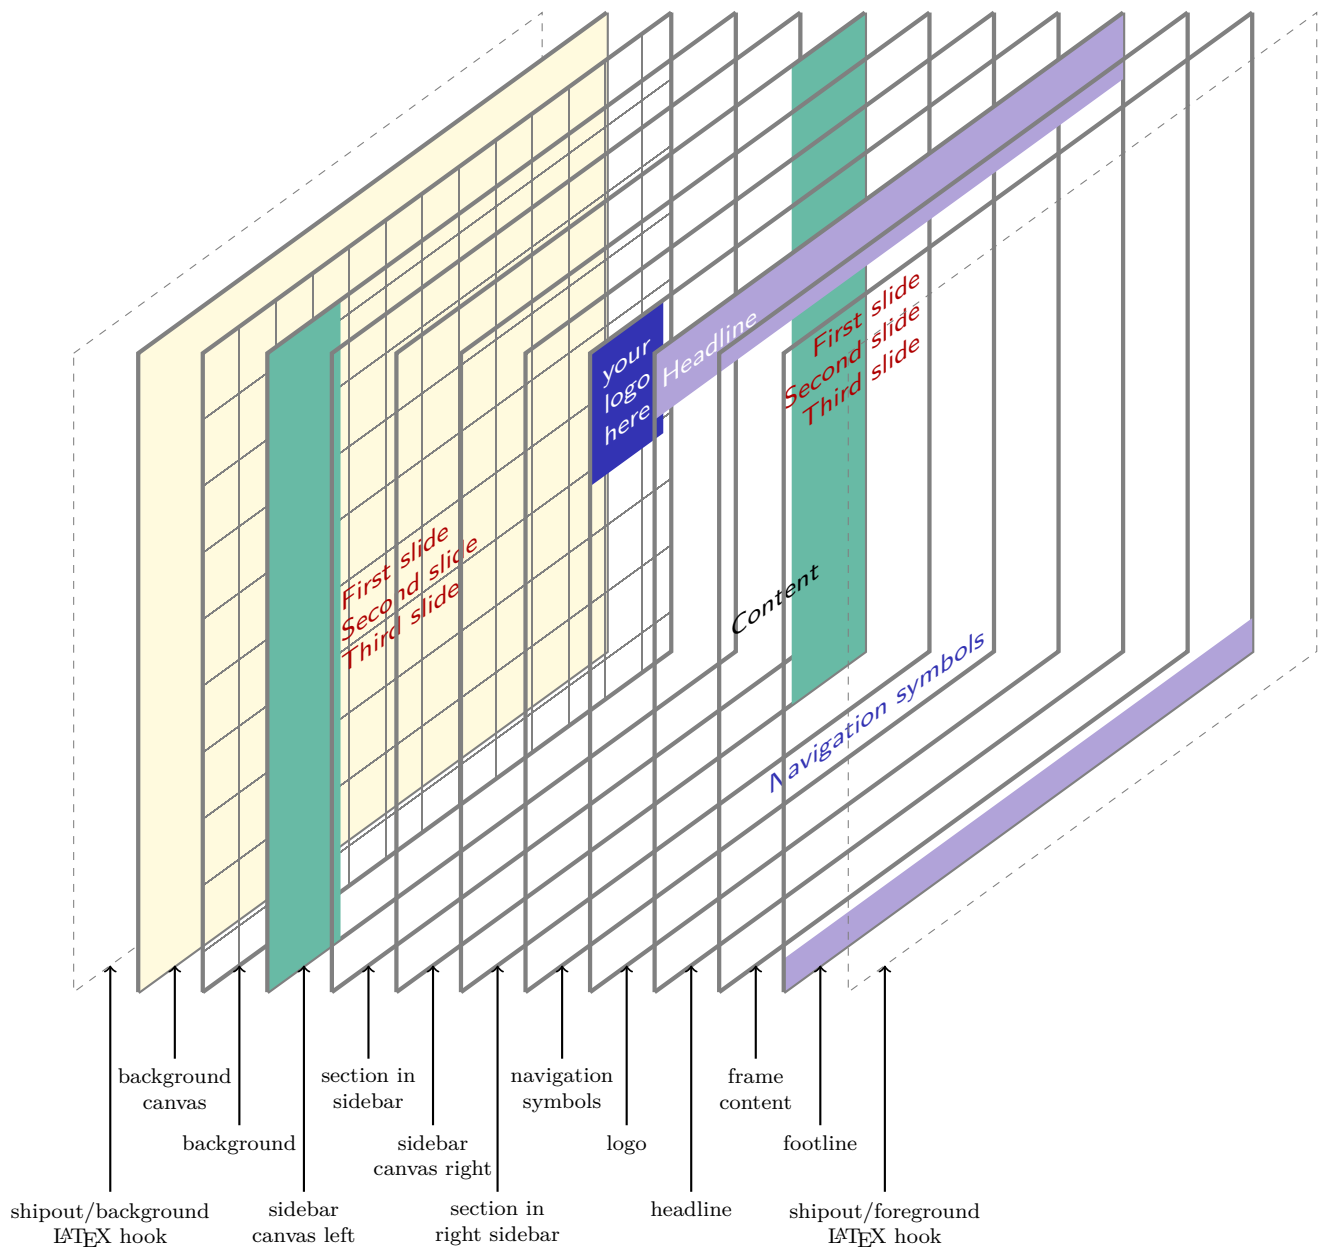 your
logo
here
Headline
First slide
Second slide
Third slide
First slide
Second slide
Third slide
Content
Navigation symbols
background
canvas
section in
sidebar
navigation
symbols
frame
content
background
sidebar
canvas right
logo
footline
shipout/background
LATEX hook
sidebar
canvas left
section in
right sidebar
headline
shipout/foreground
LATEX hook